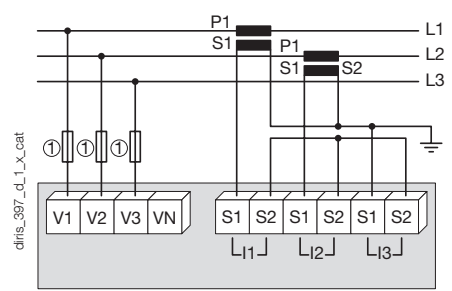 P1 L1
S1 P1 L2
S1 S2 L3
① ① ①
V1 V2 V3 VN S1 S2 S1 S2 S1 S2
I1 I2 I3
diris_397_d_1_x_cat